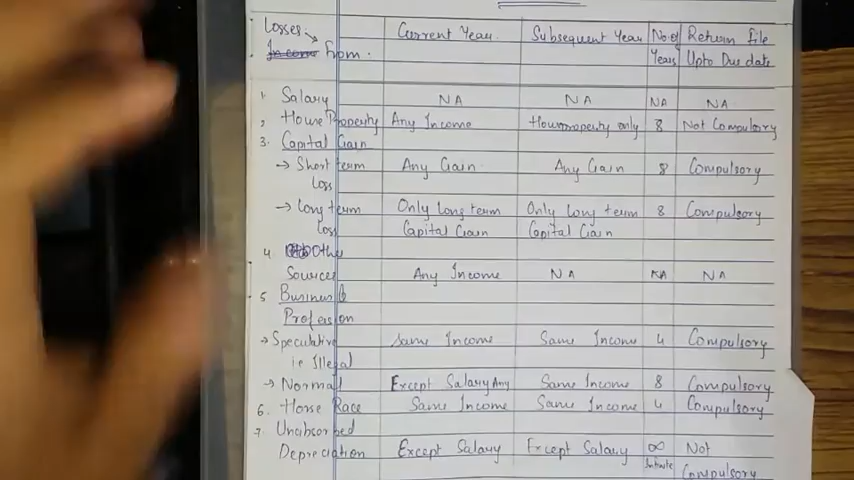 Losses → Current Year Subsequent Year No. of Return File
from. Years Upto Due date
1. Salary NA NA NA NA
2 House Property Any Income Houseproperty only 8 Not Compulsory
3. Capital Gain
→ Short term Any Gain Any Gain 8 Compulsory
Loss
→ Long term Only Long term Only Long term 8 Compulsory
loss Capital Gain Capital Gain
4 Other
Sources Any Income NA NA NA
5 Business &
Profession
→ Speculative Same Income Same Income 4 Compulsory
ie Illegal
→ Normal Except Salary Any Same Income 8 Compulsory
6. Horse Race Same Income Same Income 4 Compulsory
7. Unabsorbed
Depreciation Except Salary Except Salary ∞ Not
Infinite Compulsory